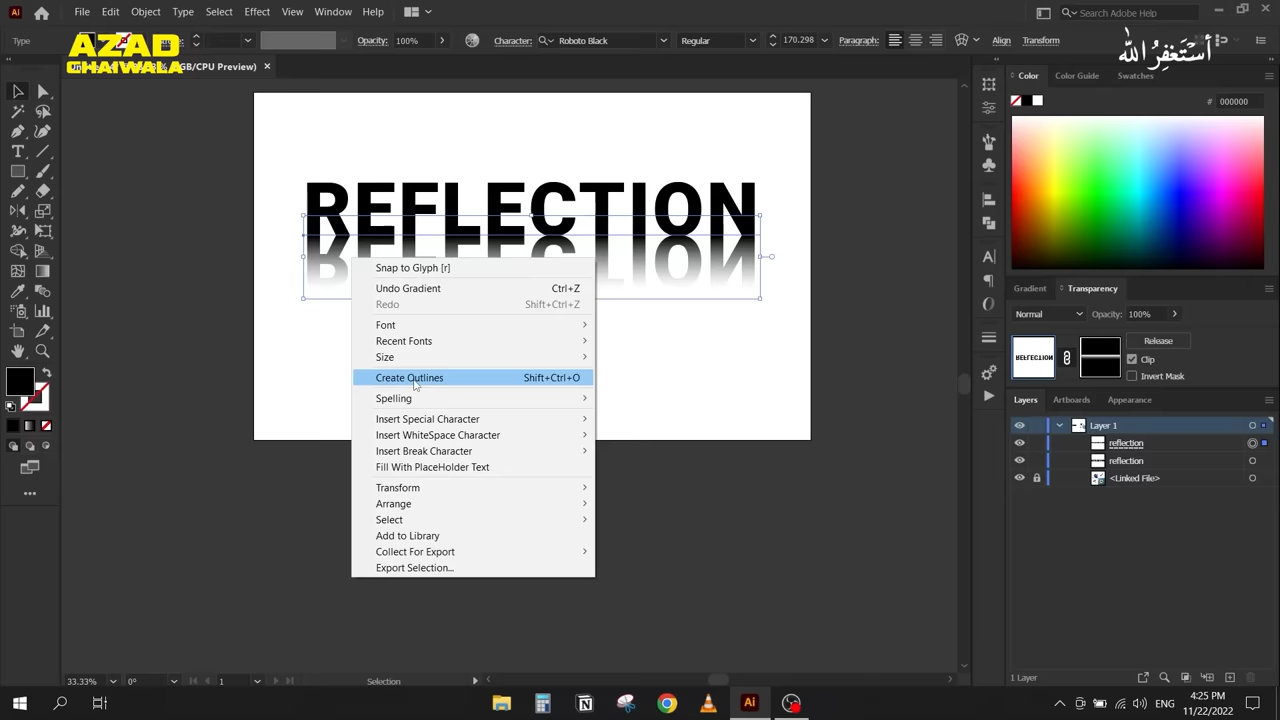 Ai File Edit Object Type Select Effect View Window Help Search Adobe Help
AZAD
CHAIWALA
أستغفر الله
Type Opacity: 100% Character: Roboto Black Regular 170.298 Paragraph: Align Transform
GB/CPU Preview) ×
Color Color Guide Swatches
# 000000
REFLECTION
REFLECTION
Snap to Glyph [r]
Undo Gradient Ctrl+Z
Redo Shift+Ctrl+Z
Font
Recent Fonts
Size
Create Outlines Shift+Ctrl+O
Spelling
Insert Special Character
Insert WhiteSpace Character
Insert Break Character
Fill With PlaceHolder Text
Transform
Arrange
Select
Add to Library
Collect For Export
Export Selection...
Gradient Transparency
Normal Opacity: 100%
REFLECTION
Release
Clip
Invert Mask
Layers Artboards Appearance
Layer 1
reflection
reflection
<Linked File>
33.33% 0° 1 Selection
1 Layer
Ai
ENG
4:25 PM
11/22/2022